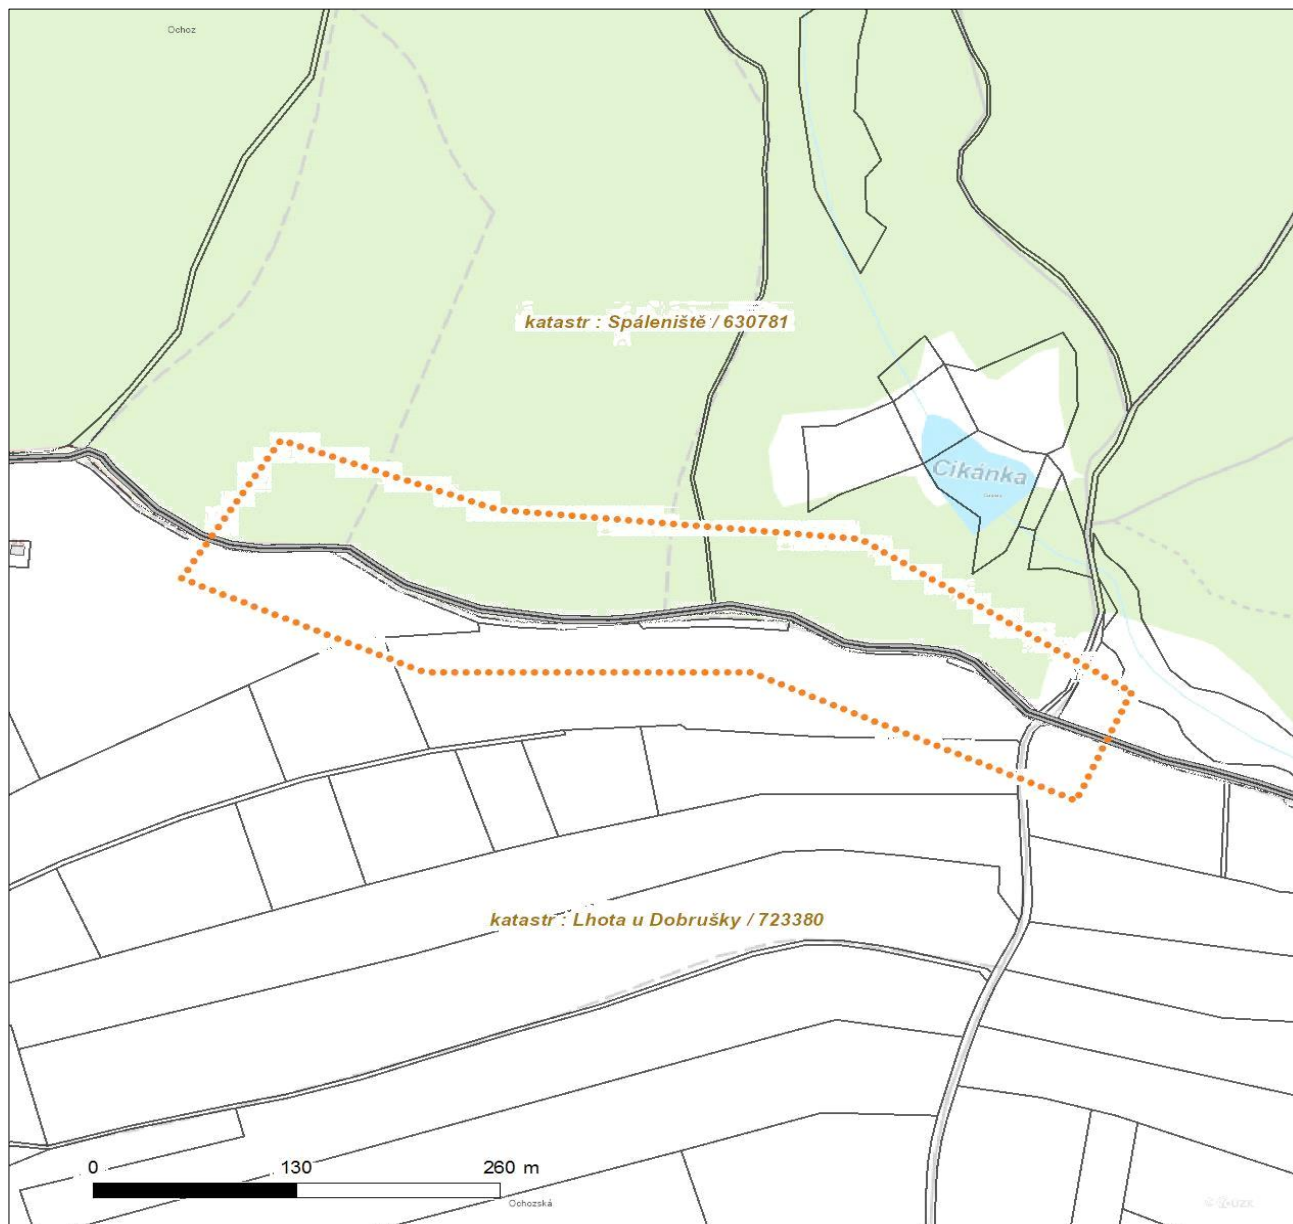 Ochoz
katastr : Spáleniště / 630781
Cikánka
katastr : Lhota u Dobrušky / 723380
0 130 260 m
Ochozská